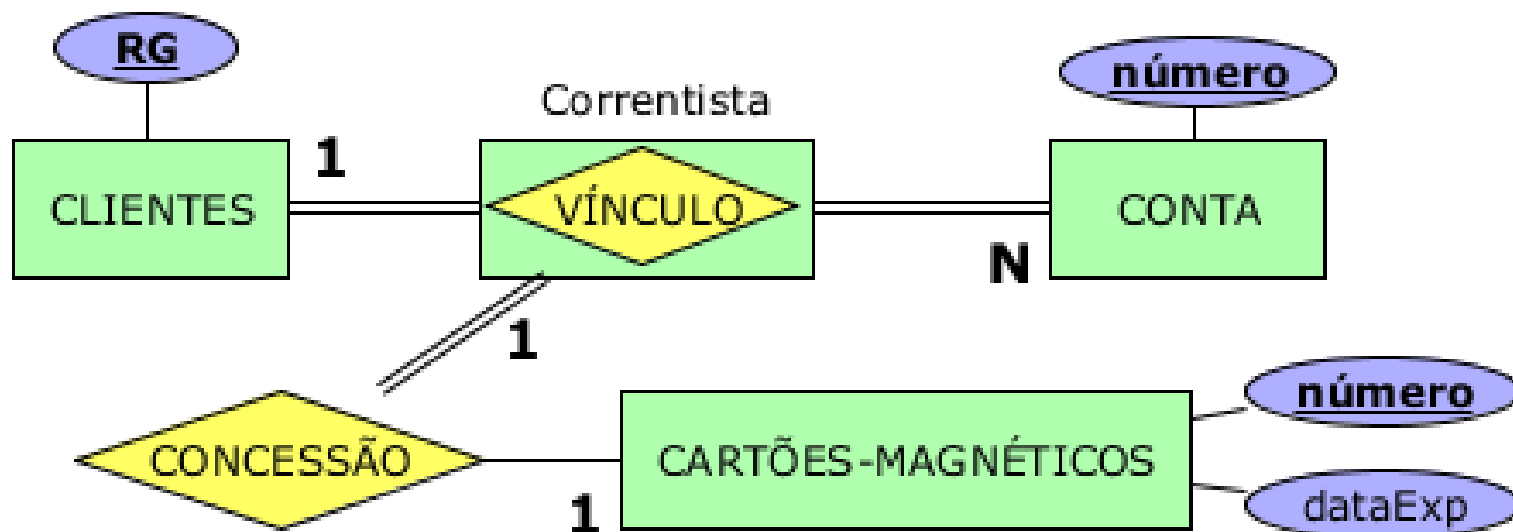 RG
número
Correntista
1
CLIENTES
VÍNCULO
CONTA
N
1
CONCESSÃO
CARTÕES-MAGNÉTICOS
número
1
dataExp